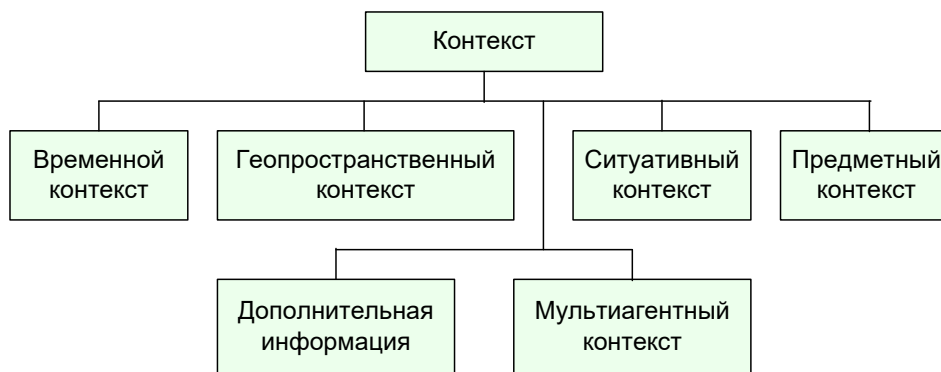 Контекст
Временной
контекст
Геопространственный
контекст
Ситуативный
контекст
Предметный
контекст
Дополнительная
информация
Мультиагентный
контекст